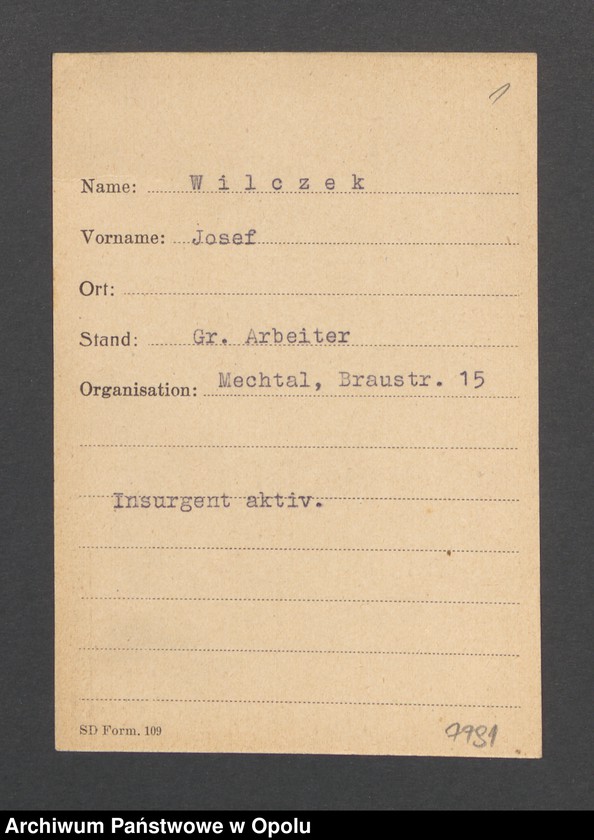 1
Name: W i l c z e k
Vorname: Josef
Ort:
Stand: Gr. Arbeiter
Organisation: Mechtal, Braustr. 15
Insurgent aktiv.
SD Form. 109
7991
Archiwum Państwowe w Opolu